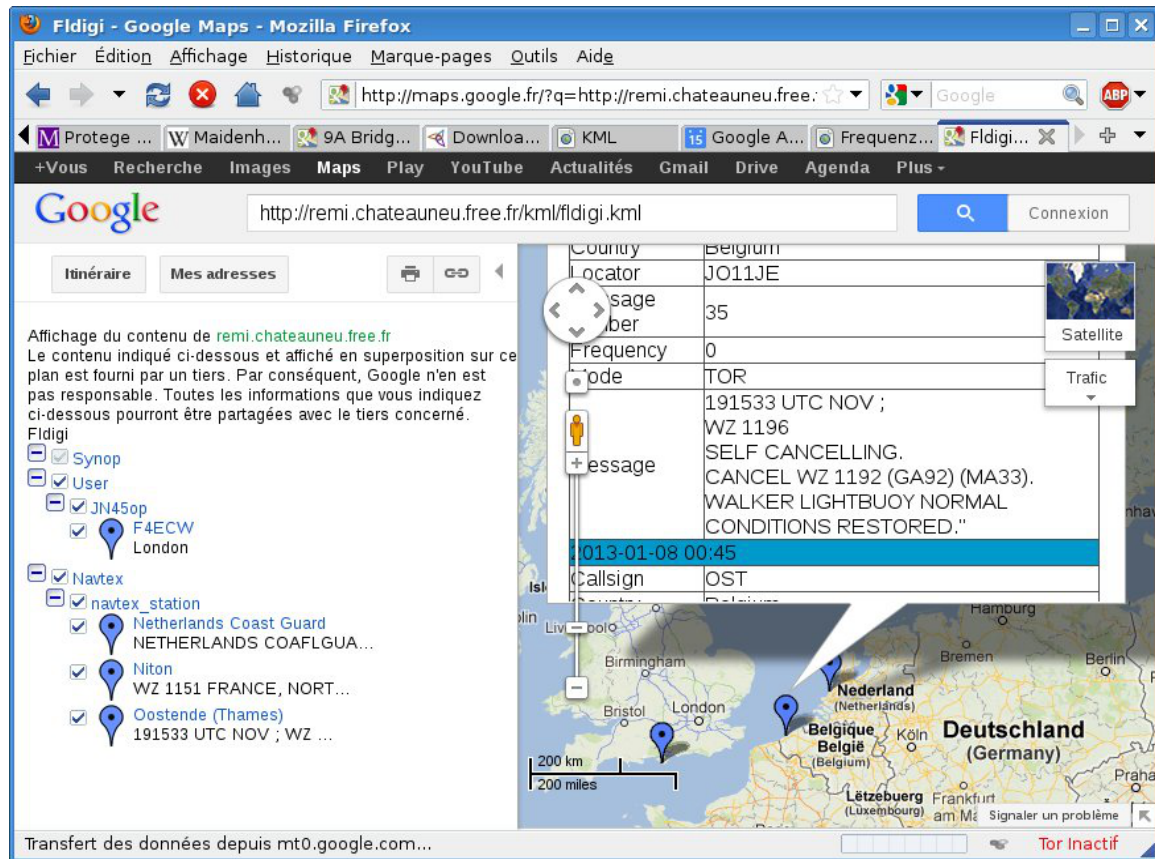 Fldigi - Google Maps - Mozilla Firefox
Fichier Édition Affichage Historique Marque-pages Outils Aide
http://maps.google.fr/?q=http://remi.chateauneu.free.
Google
ABP
Protege ... Maidenh... 9A Bridg... Downloa... KML Google A... Frequenz... Fldigi...
+Vous Recherche Images Maps Play YouTube Actualités Gmail Drive Agenda Plus
Google http://remi.chateauneu.free.fr/kml/fldigi.kml Connexion
Itinéraire Mes adresses
Affichage du contenu de remi.chateauneu.free.fr
Le contenu indiqué ci-dessous et affiché en superposition sur ce
plan est fourni par un tiers. Par conséquent, Google n'en est
pas responsable. Toutes les informations que vous indiquez
ci-dessous pourront être partagées avec le tiers concerné.
Fldigi
Synop
User
JN45op
F4ECW
London
Navtex
navtex_station
Netherlands Coast Guard
NETHERLANDS COAFLGUA...
Niton
WZ 1151 FRANCE, NORT...
Oostende (Thames)
191533 UTC NOV ; WZ ...
Country Belgium
Locator JO11JE
ssage
ber
35
Frequency 0
Mode TOR
Message
191533 UTC NOV ;
WZ 1196
SELF CANCELLING.
CANCEL WZ 1192 (GA92) (MA33).
WALKER LIGHTBUOY NORMAL
CONDITIONS RESTORED."
2013-01-08 00:45
Callsign OST
Country Belgium
Satellite
Trafic
Hamburg
Bremen
Berlin
Birmingham
Bristol
London
Nederland
(Netherlands)
België
Belgique
(Belgium)
Köln
Deutschland
(Germany)
Praha
Lëtzebuerg
(Luxembourg)
Frankfurt
am Ma
200 km
200 miles
Signaler un problème
Transfert des données depuis mt0.google.com...
Tor Inactif